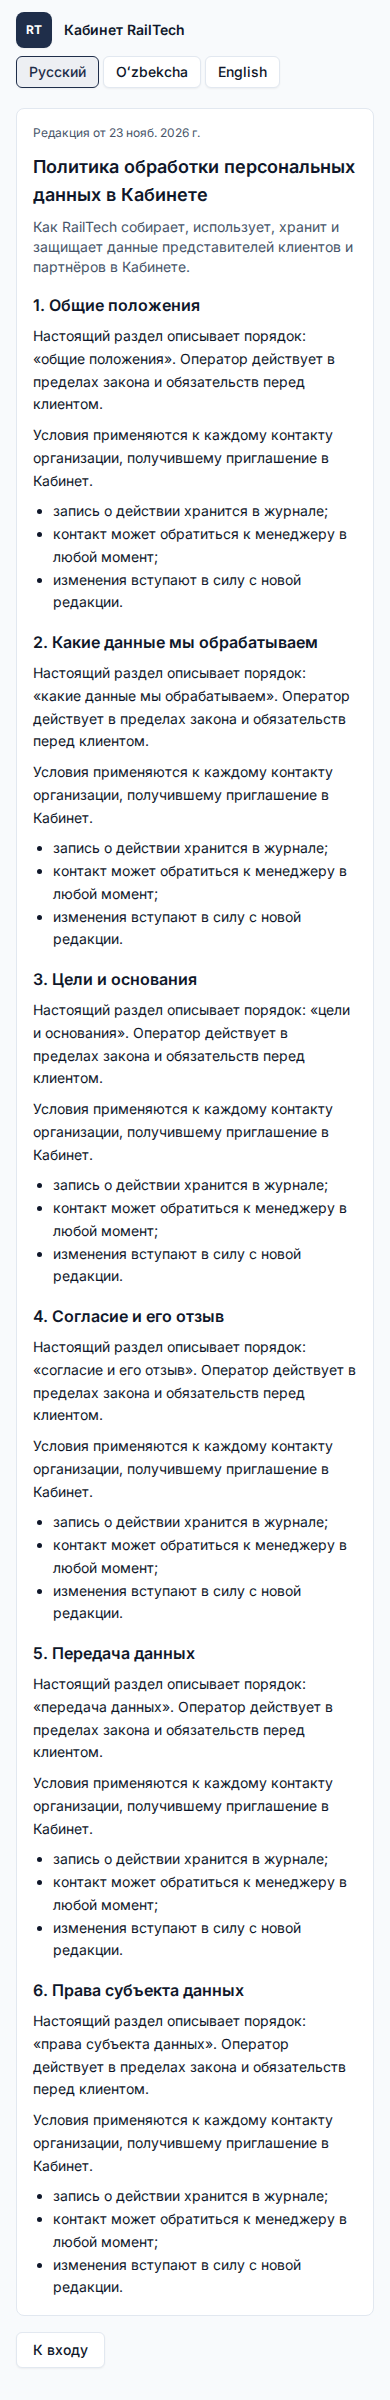 RT Кабинет RailTech
Русский Oʻzbekcha English
Редакция от 23 нояб. 2026 г.
Политика обработки персональных
данных в Кабинете
Как RailTech собирает, использует, хранит и
защищает данные представителей клиентов и
партнёров в Кабинете.
1. Общие положения
Настоящий раздел описывает порядок:
«общие положения». Оператор действует в
пределах закона и обязательств перед
клиентом.
Условия применяются к каждому контакту
организации, получившему приглашение в
Кабинет.
• запись о действии хранится в журнале;
• контакт может обратиться к менеджеру в
любой момент;
• изменения вступают в силу с новой
редакции.
2. Какие данные мы обрабатываем
Настоящий раздел описывает порядок:
«какие данные мы обрабатываем». Оператор
действует в пределах закона и обязательств
перед клиентом.
Условия применяются к каждому контакту
организации, получившему приглашение в
Кабинет.
• запись о действии хранится в журнале;
• контакт может обратиться к менеджеру в
любой момент;
• изменения вступают в силу с новой
редакции.
3. Цели и основания
Настоящий раздел описывает порядок: «цели
и основания». Оператор действует в
пределах закона и обязательств перед
клиентом.
Условия применяются к каждому контакту
организации, получившему приглашение в
Кабинет.
• запись о действии хранится в журнале;
• контакт может обратиться к менеджеру в
любой момент;
• изменения вступают в силу с новой
редакции.
4. Согласие и его отзыв
Настоящий раздел описывает порядок:
«согласие и его отзыв». Оператор действует в
пределах закона и обязательств перед
клиентом.
Условия применяются к каждому контакту
организации, получившему приглашение в
Кабинет.
• запись о действии хранится в журнале;
• контакт может обратиться к менеджеру в
любой момент;
• изменения вступают в силу с новой
редакции.
5. Передача данных
Настоящий раздел описывает порядок:
«передача данных». Оператор действует в
пределах закона и обязательств перед
клиентом.
Условия применяются к каждому контакту
организации, получившему приглашение в
Кабинет.
• запись о действии хранится в журнале;
• контакт может обратиться к менеджеру в
любой момент;
• изменения вступают в силу с новой
редакции.
6. Права субъекта данных
Настоящий раздел описывает порядок:
«права субъекта данных». Оператор
действует в пределах закона и обязательств
перед клиентом.
Условия применяются к каждому контакту
организации, получившему приглашение в
Кабинет.
• запись о действии хранится в журнале;
• контакт может обратиться к менеджеру в
любой момент;
• изменения вступают в силу с новой
редакции.
К входу